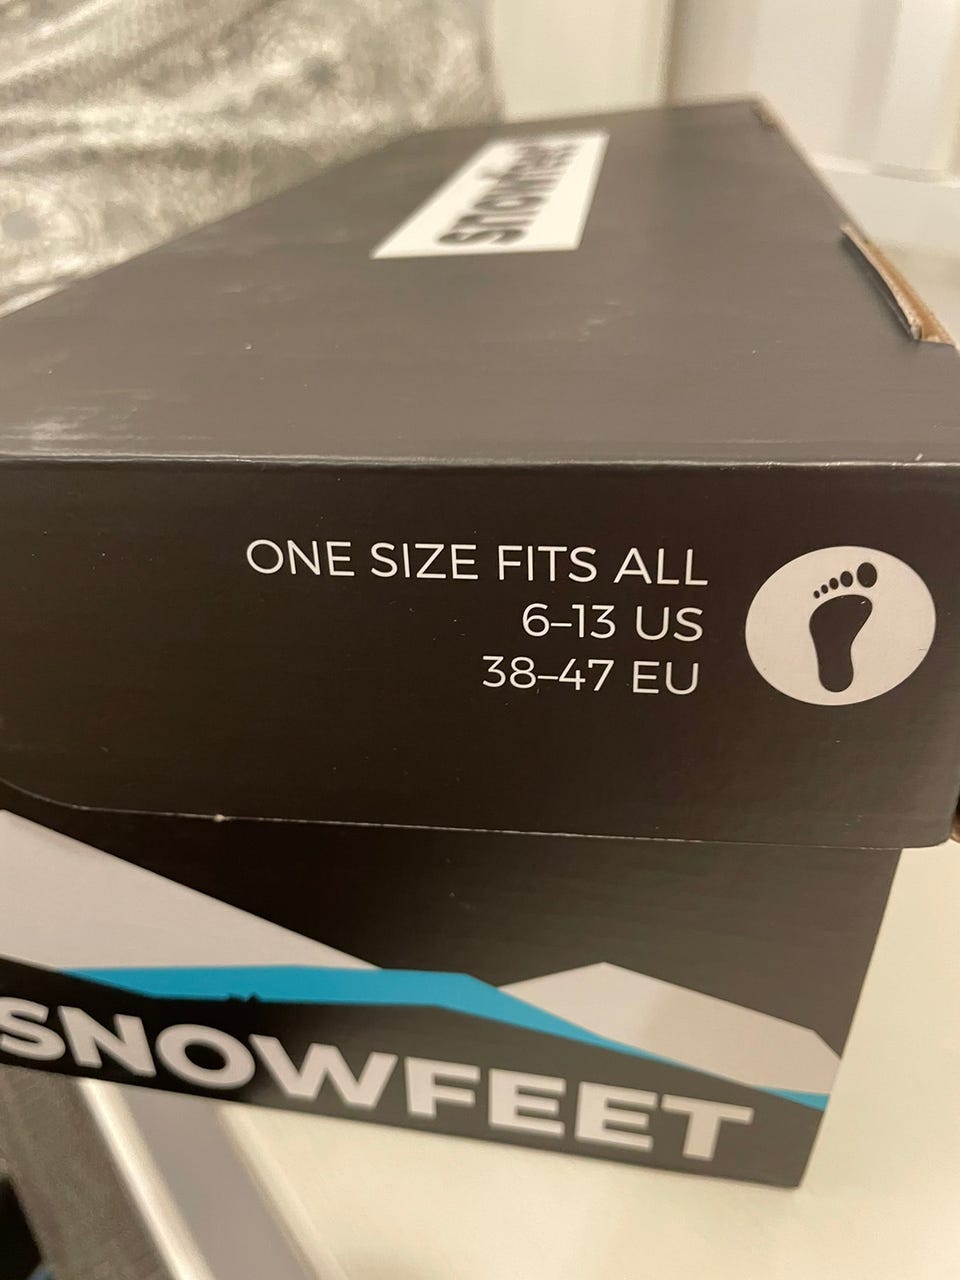 snowfeet
ONE SIZE FITS ALL
6–13 US
38–47 EU
SNOWFEET